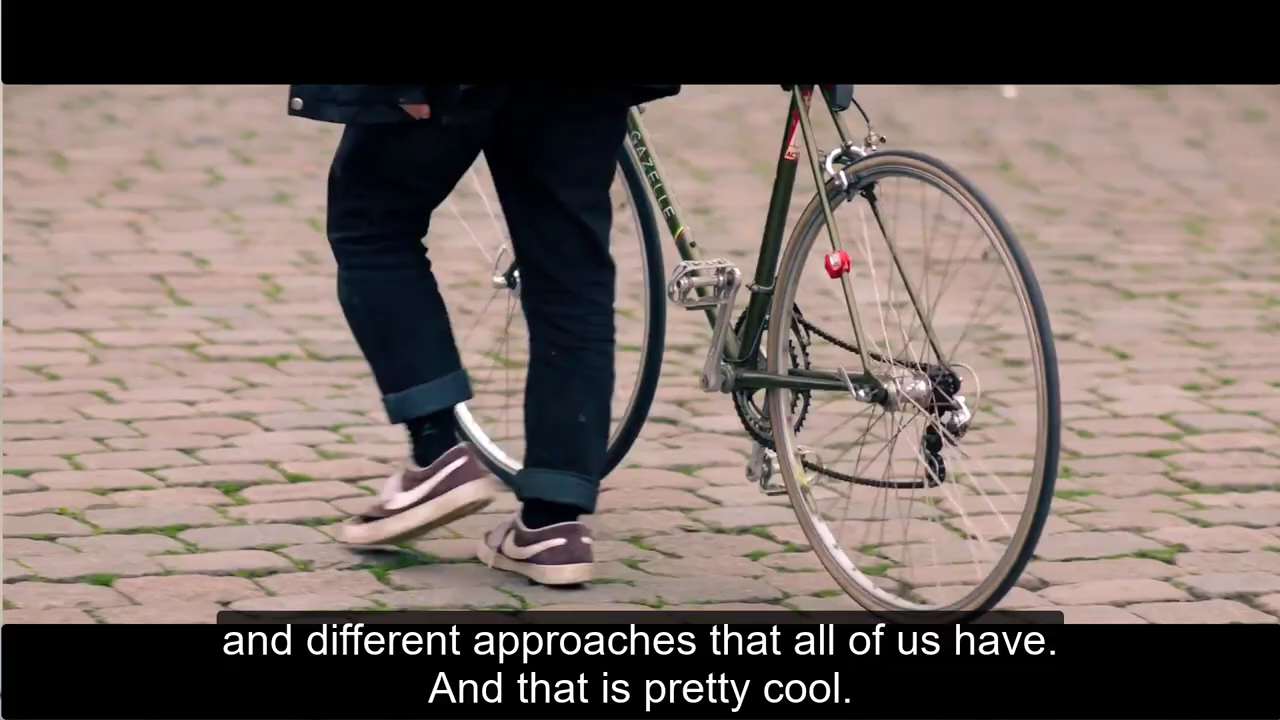 GAZELLE
and different approaches that all of us have.
And that is pretty cool.